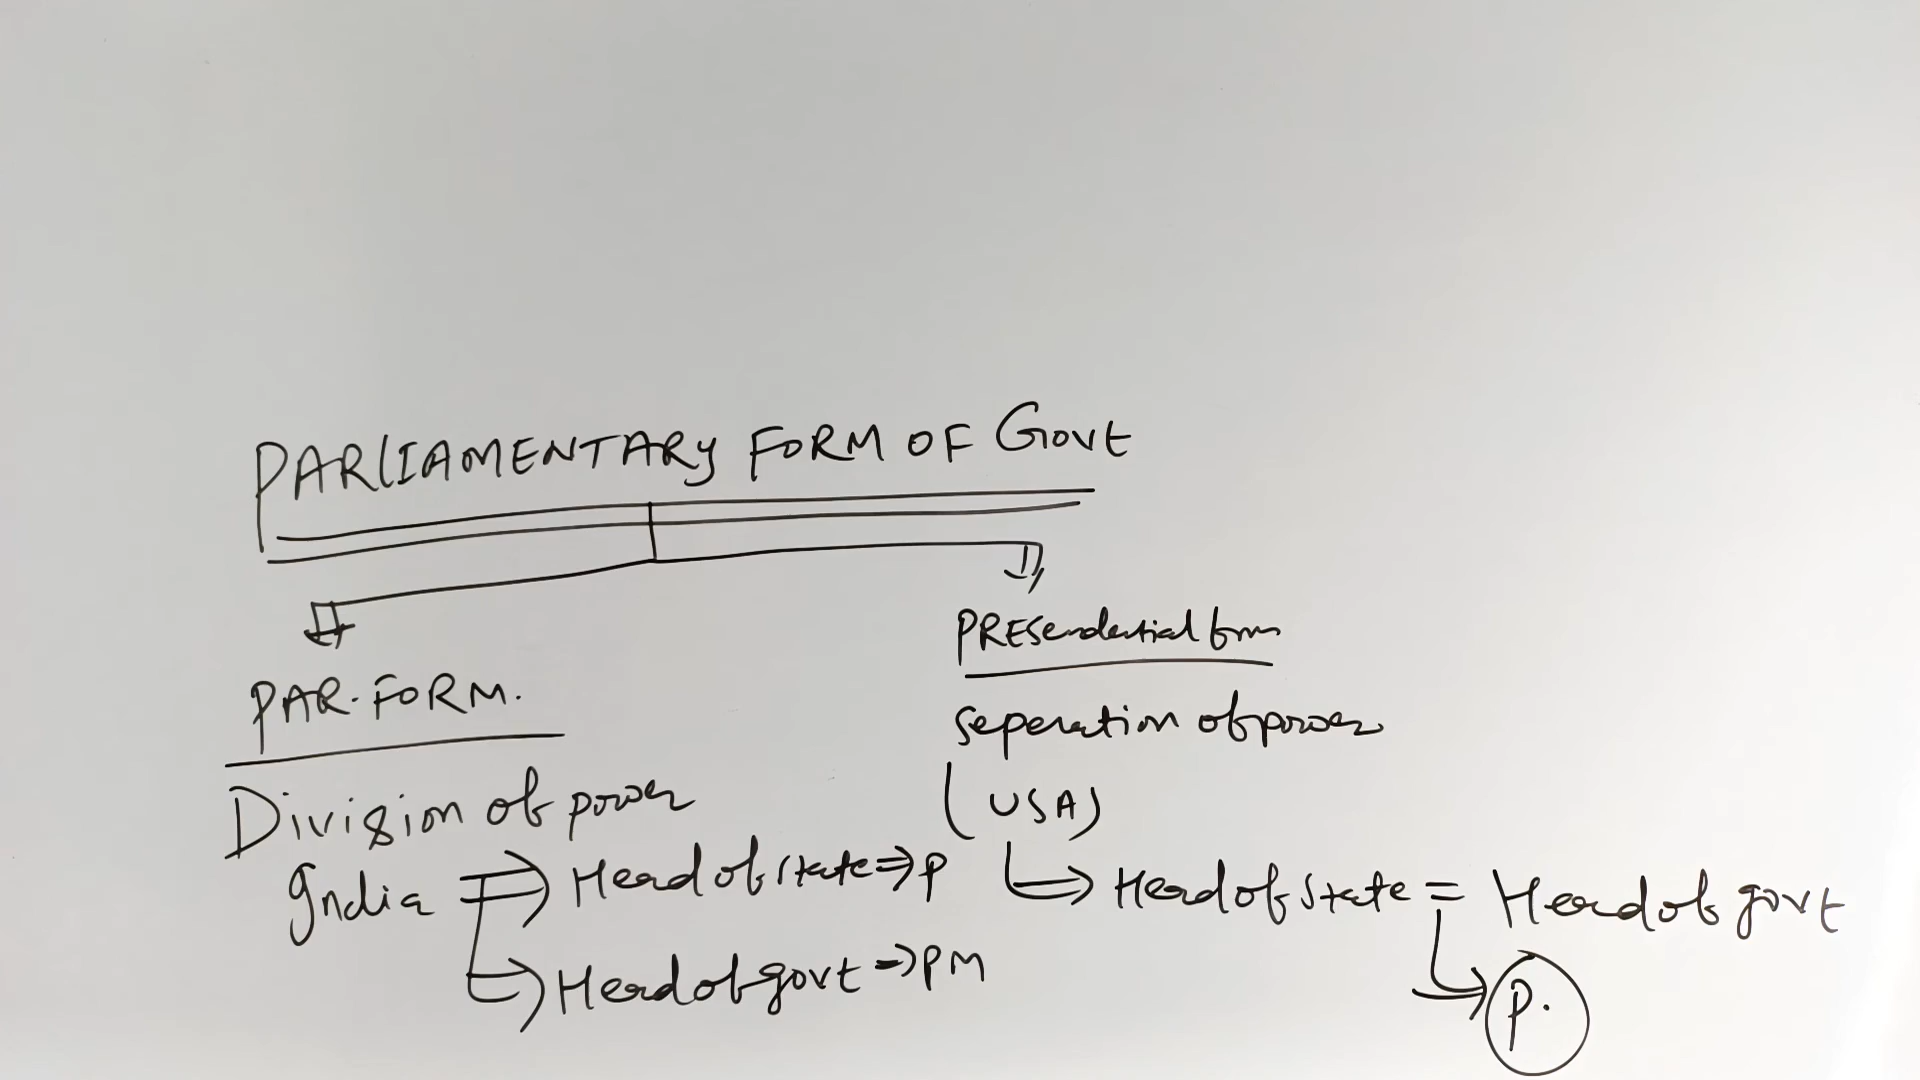 PARLIAMENTARY FORM OF Govt
PAR. FORM.
Division of power
India ⇒ Head of state ⇒ P
⇒ Head of govt ⇒ PM
PRESendential form
Seperation of power
(USA)
⇒ Head of state = Head of govt
P.